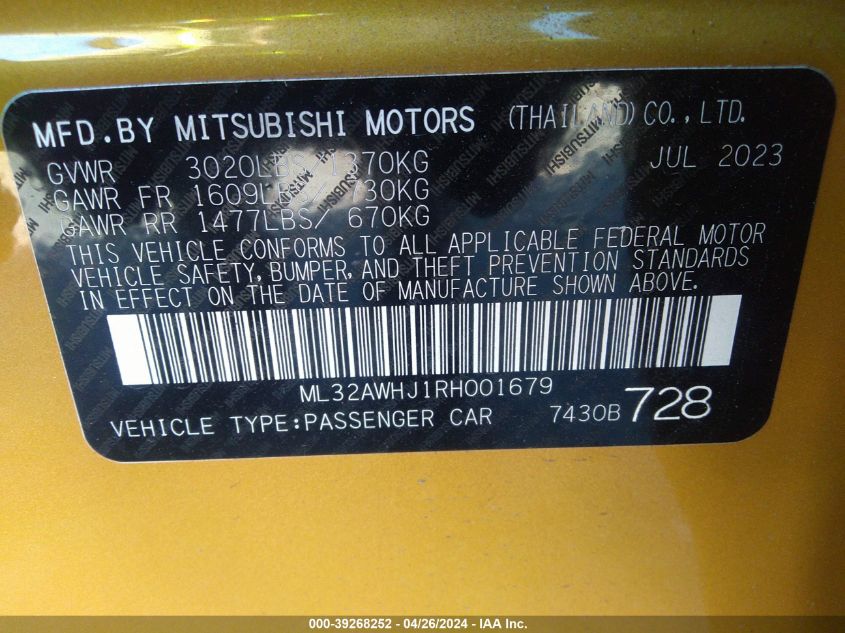 MFD.BY MITSUBISHI MOTORS (THAILAND) CO.,LTD.
GVWR 3020LBS/1370KG JUL 2023
GAWR FR 1609LBS/ 730KG
GAWR RR 1477LBS/ 670KG
THIS VEHICLE CONFORMS TO ALL APPLICABLE FEDERAL MOTOR
VEHICLE SAFETY, BUMPER, AND THEFT PREVENTION STANDARDS
IN EFFECT ON THE DATE OF MANUFACTURE SHOWN ABOVE.
ML32AWHJ1RH001679
VEHICLE TYPE:PASSENGER CAR 7430B 728
000-39268252 - 04/26/2024 - IAA Inc.